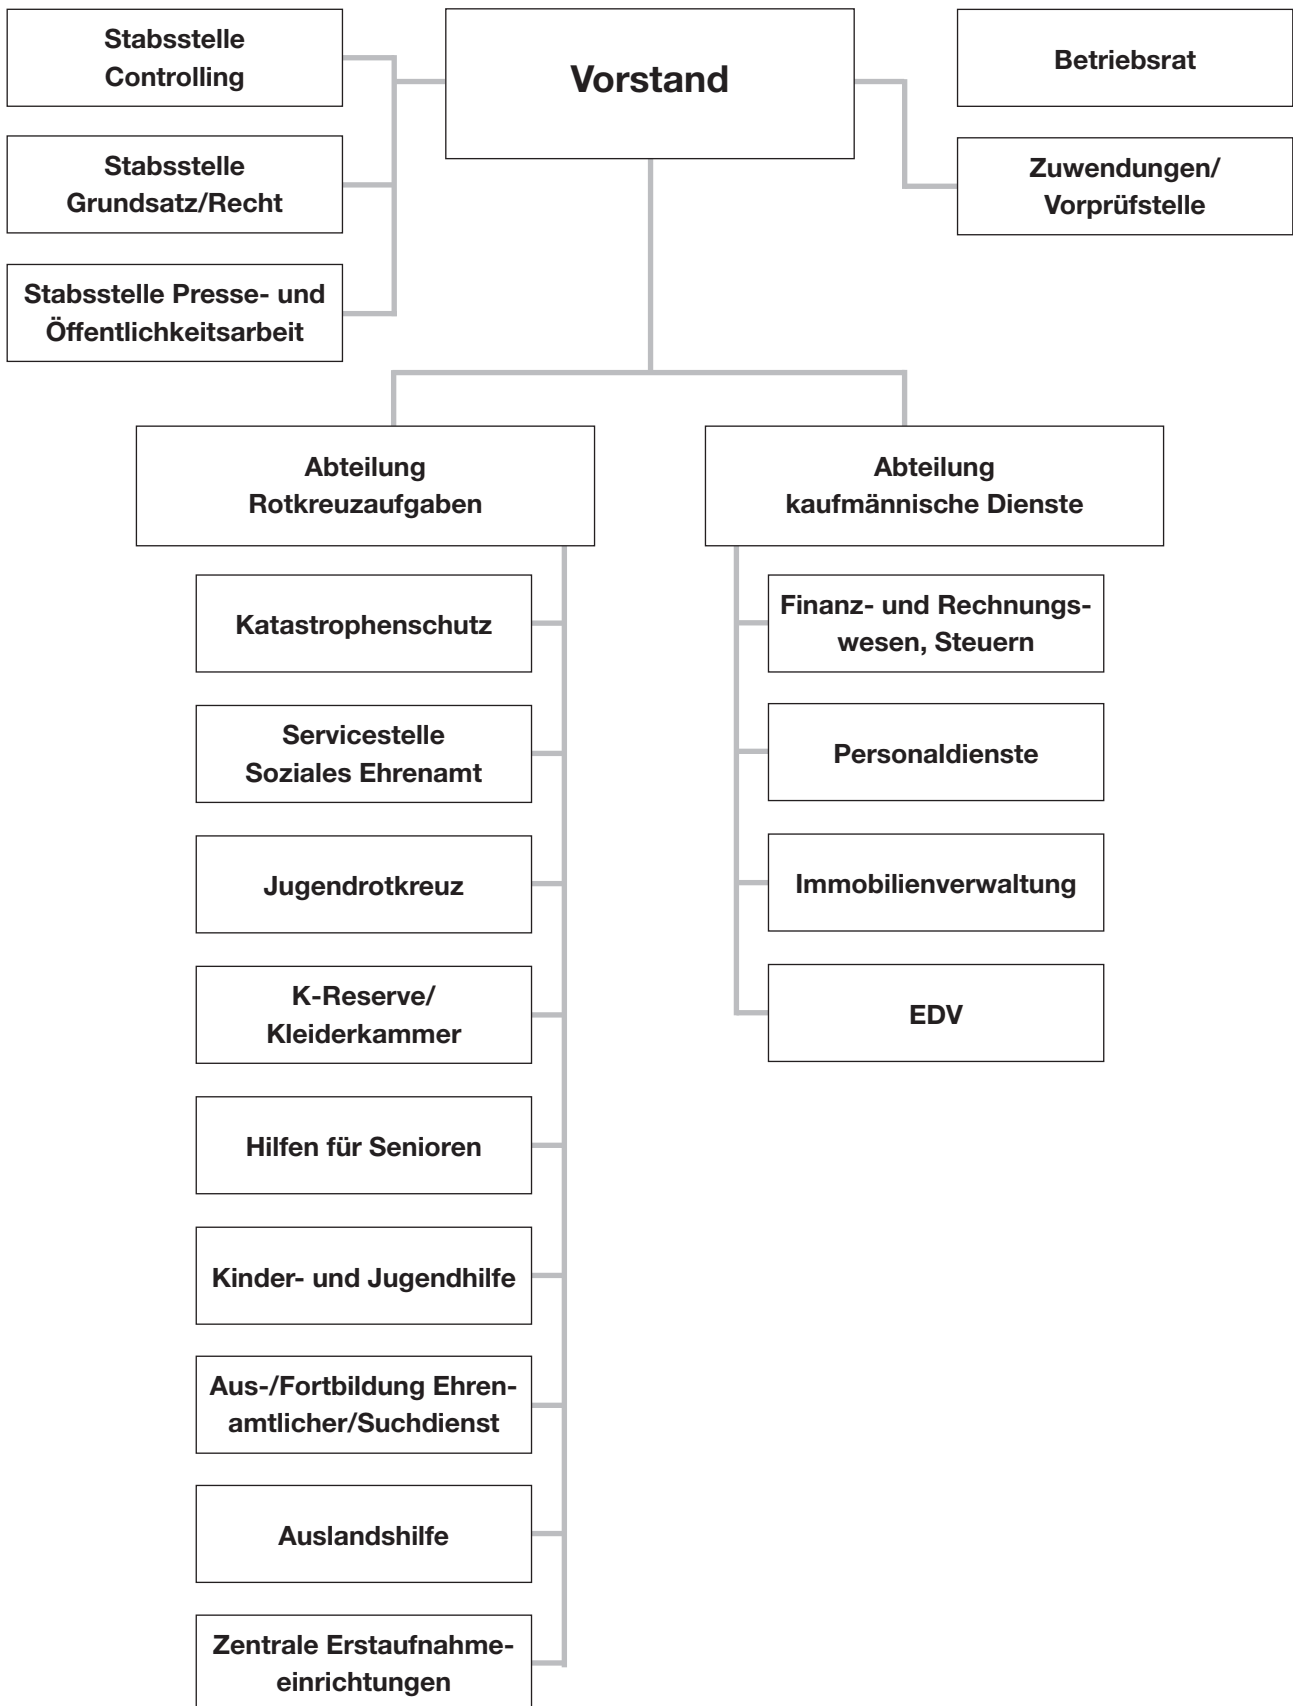 Stabsstelle
Controlling
Vorstand
Betriebsrat
Stabsstelle
Grundsatz/Recht
Zuwendungen/
Vorprüfstelle
Stabsstelle Presse- und
Öffentlichkeitsarbeit
Abteilung
Rotkreuzaufgaben
Katastrophenschutz
Servicestelle
Soziales Ehrenamt
Jugendrotkreuz
K-Reserve/
Kleiderkammer
Hilfen für Senioren
Kinder- und Jugendhilfe
Aus-/Fortbildung Ehren-
amtlicher/Suchdienst
Auslandshilfe
Zentrale Erstaufnahme-
einrichtungen
Abteilung
kaufmännische Dienste
Finanz- und Rechnungs-
wesen, Steuern
Personaldienste
Immobilienverwaltung
EDV